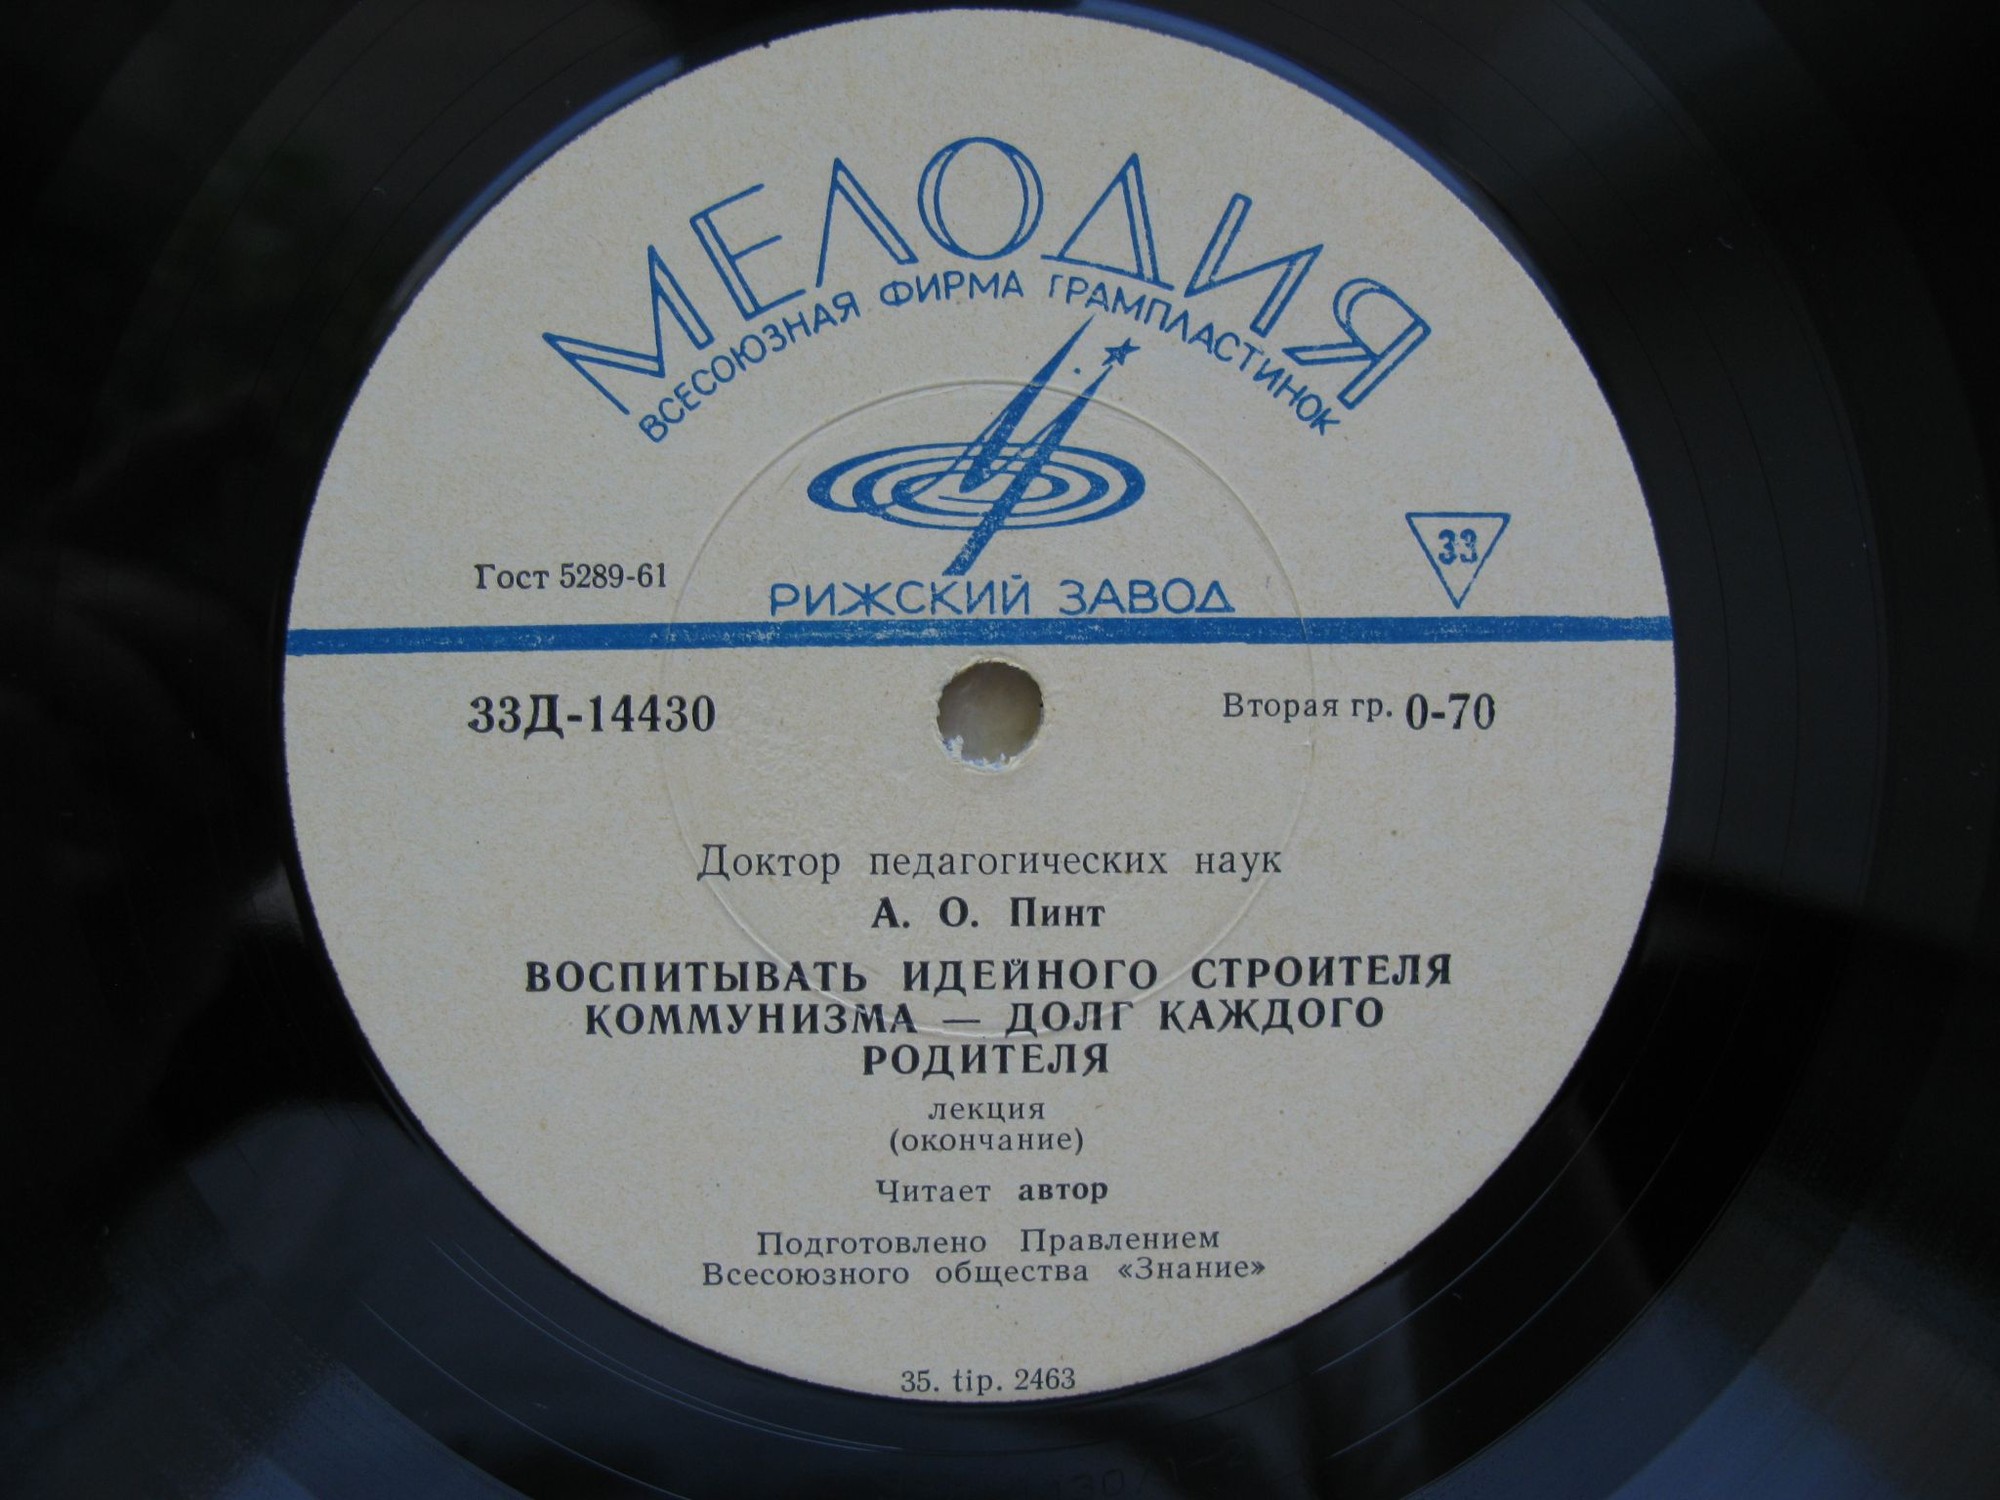 МЕЛОДИЯ
ВСЕСОЮЗНАЯ ФИРМА ГРАМПЛАСТИНОК
Гост 5289-61
33
РИЖСКИЙ ЗАВОД
33Д-14430
Вторая гр. 0-70
Доктор педагогических наук
А. О. Пинт
ВОСПИТЫВАТЬ ИДЕЙНОГО СТРОИТЕЛЯ
КОММУНИЗМА — ДОЛГ КАЖДОГО
РОДИТЕЛЯ
лекция
(окончание)
Читает автор
Подготовлено Правлением
Всесоюзного общества «Знание»
35. tip. 2463